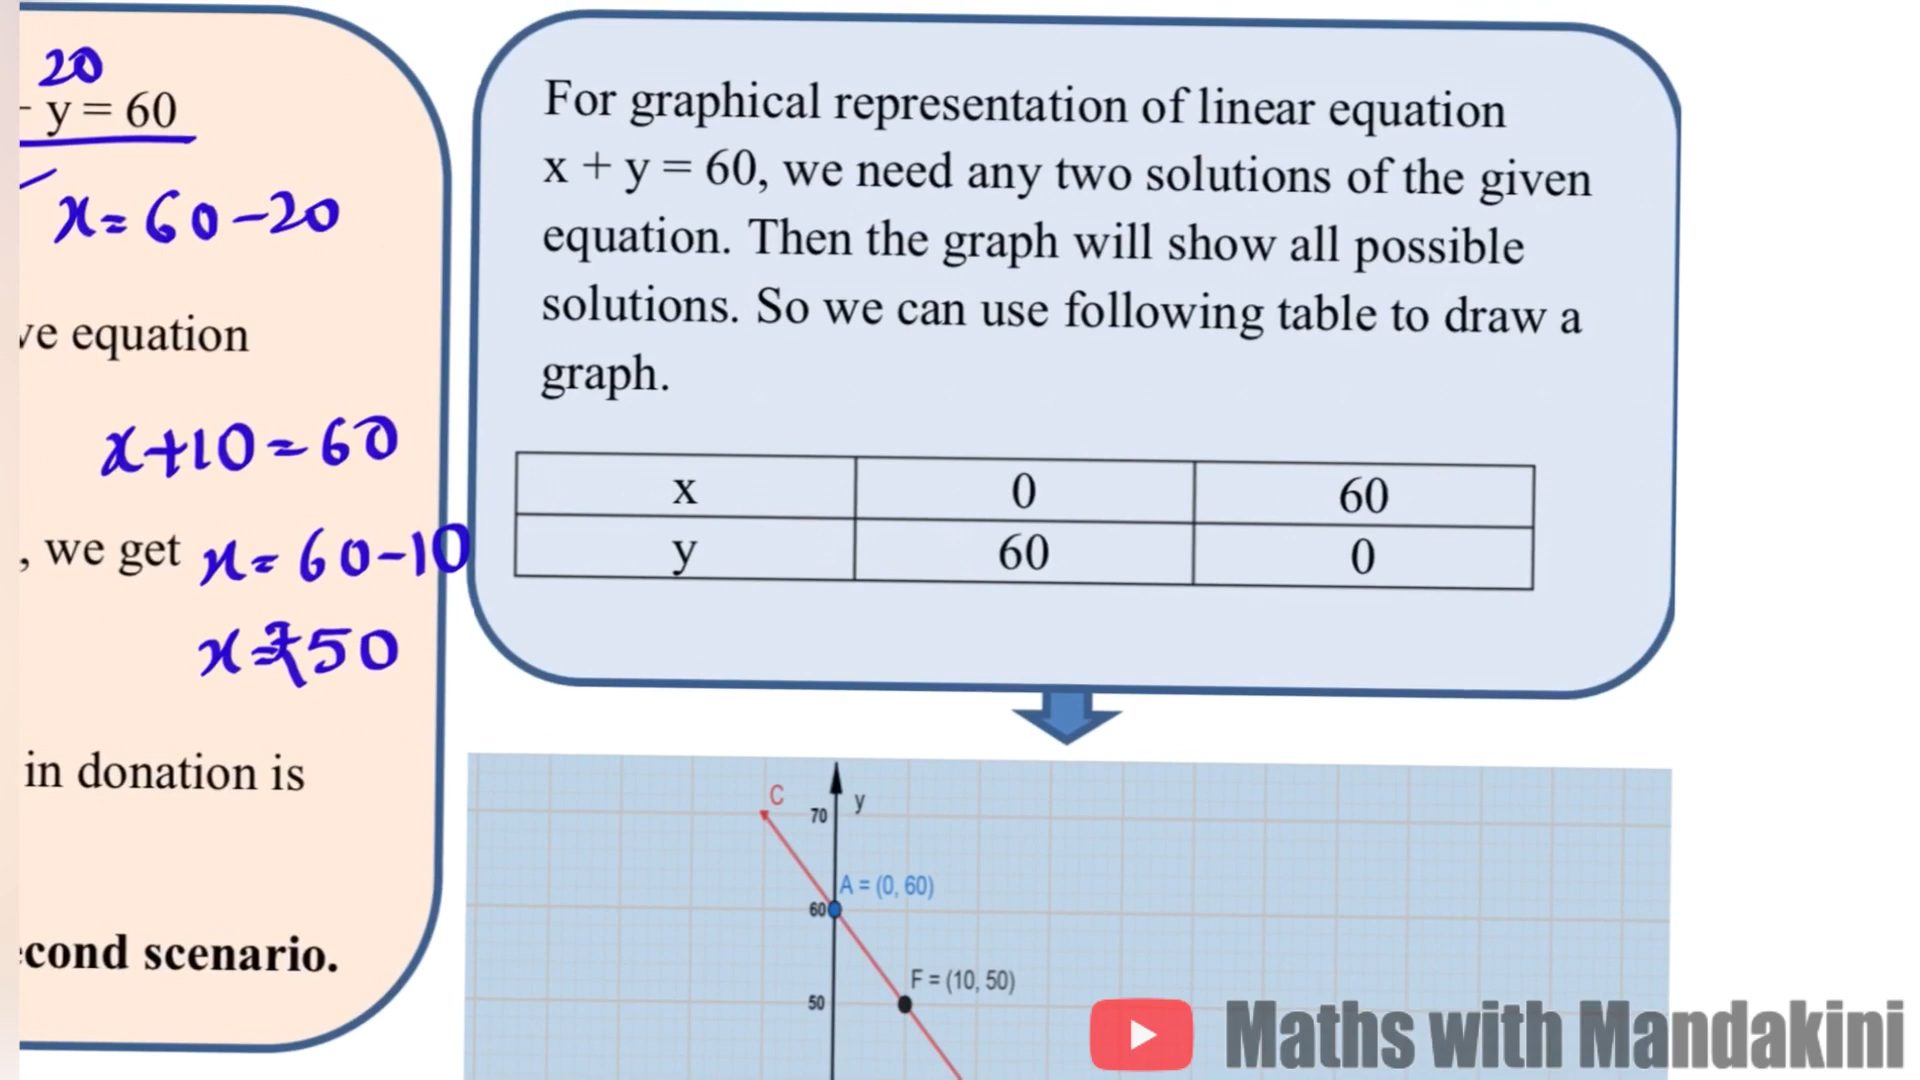 20
- y = 60
x = 60 - 20
ve equation
x + 10 = 60
, we get x = 60 - 10
50
in donation is
cond scenario.
For graphical representation of linear equation
x + y = 60, we need any two solutions of the given
equation. Then the graph will show all possible
solutions. So we can use following table to draw a
graph.
x 0 60
y 60 0
C
70 y
A = (0, 60)
60
F = (10, 50)
50
Maths with Mandakini